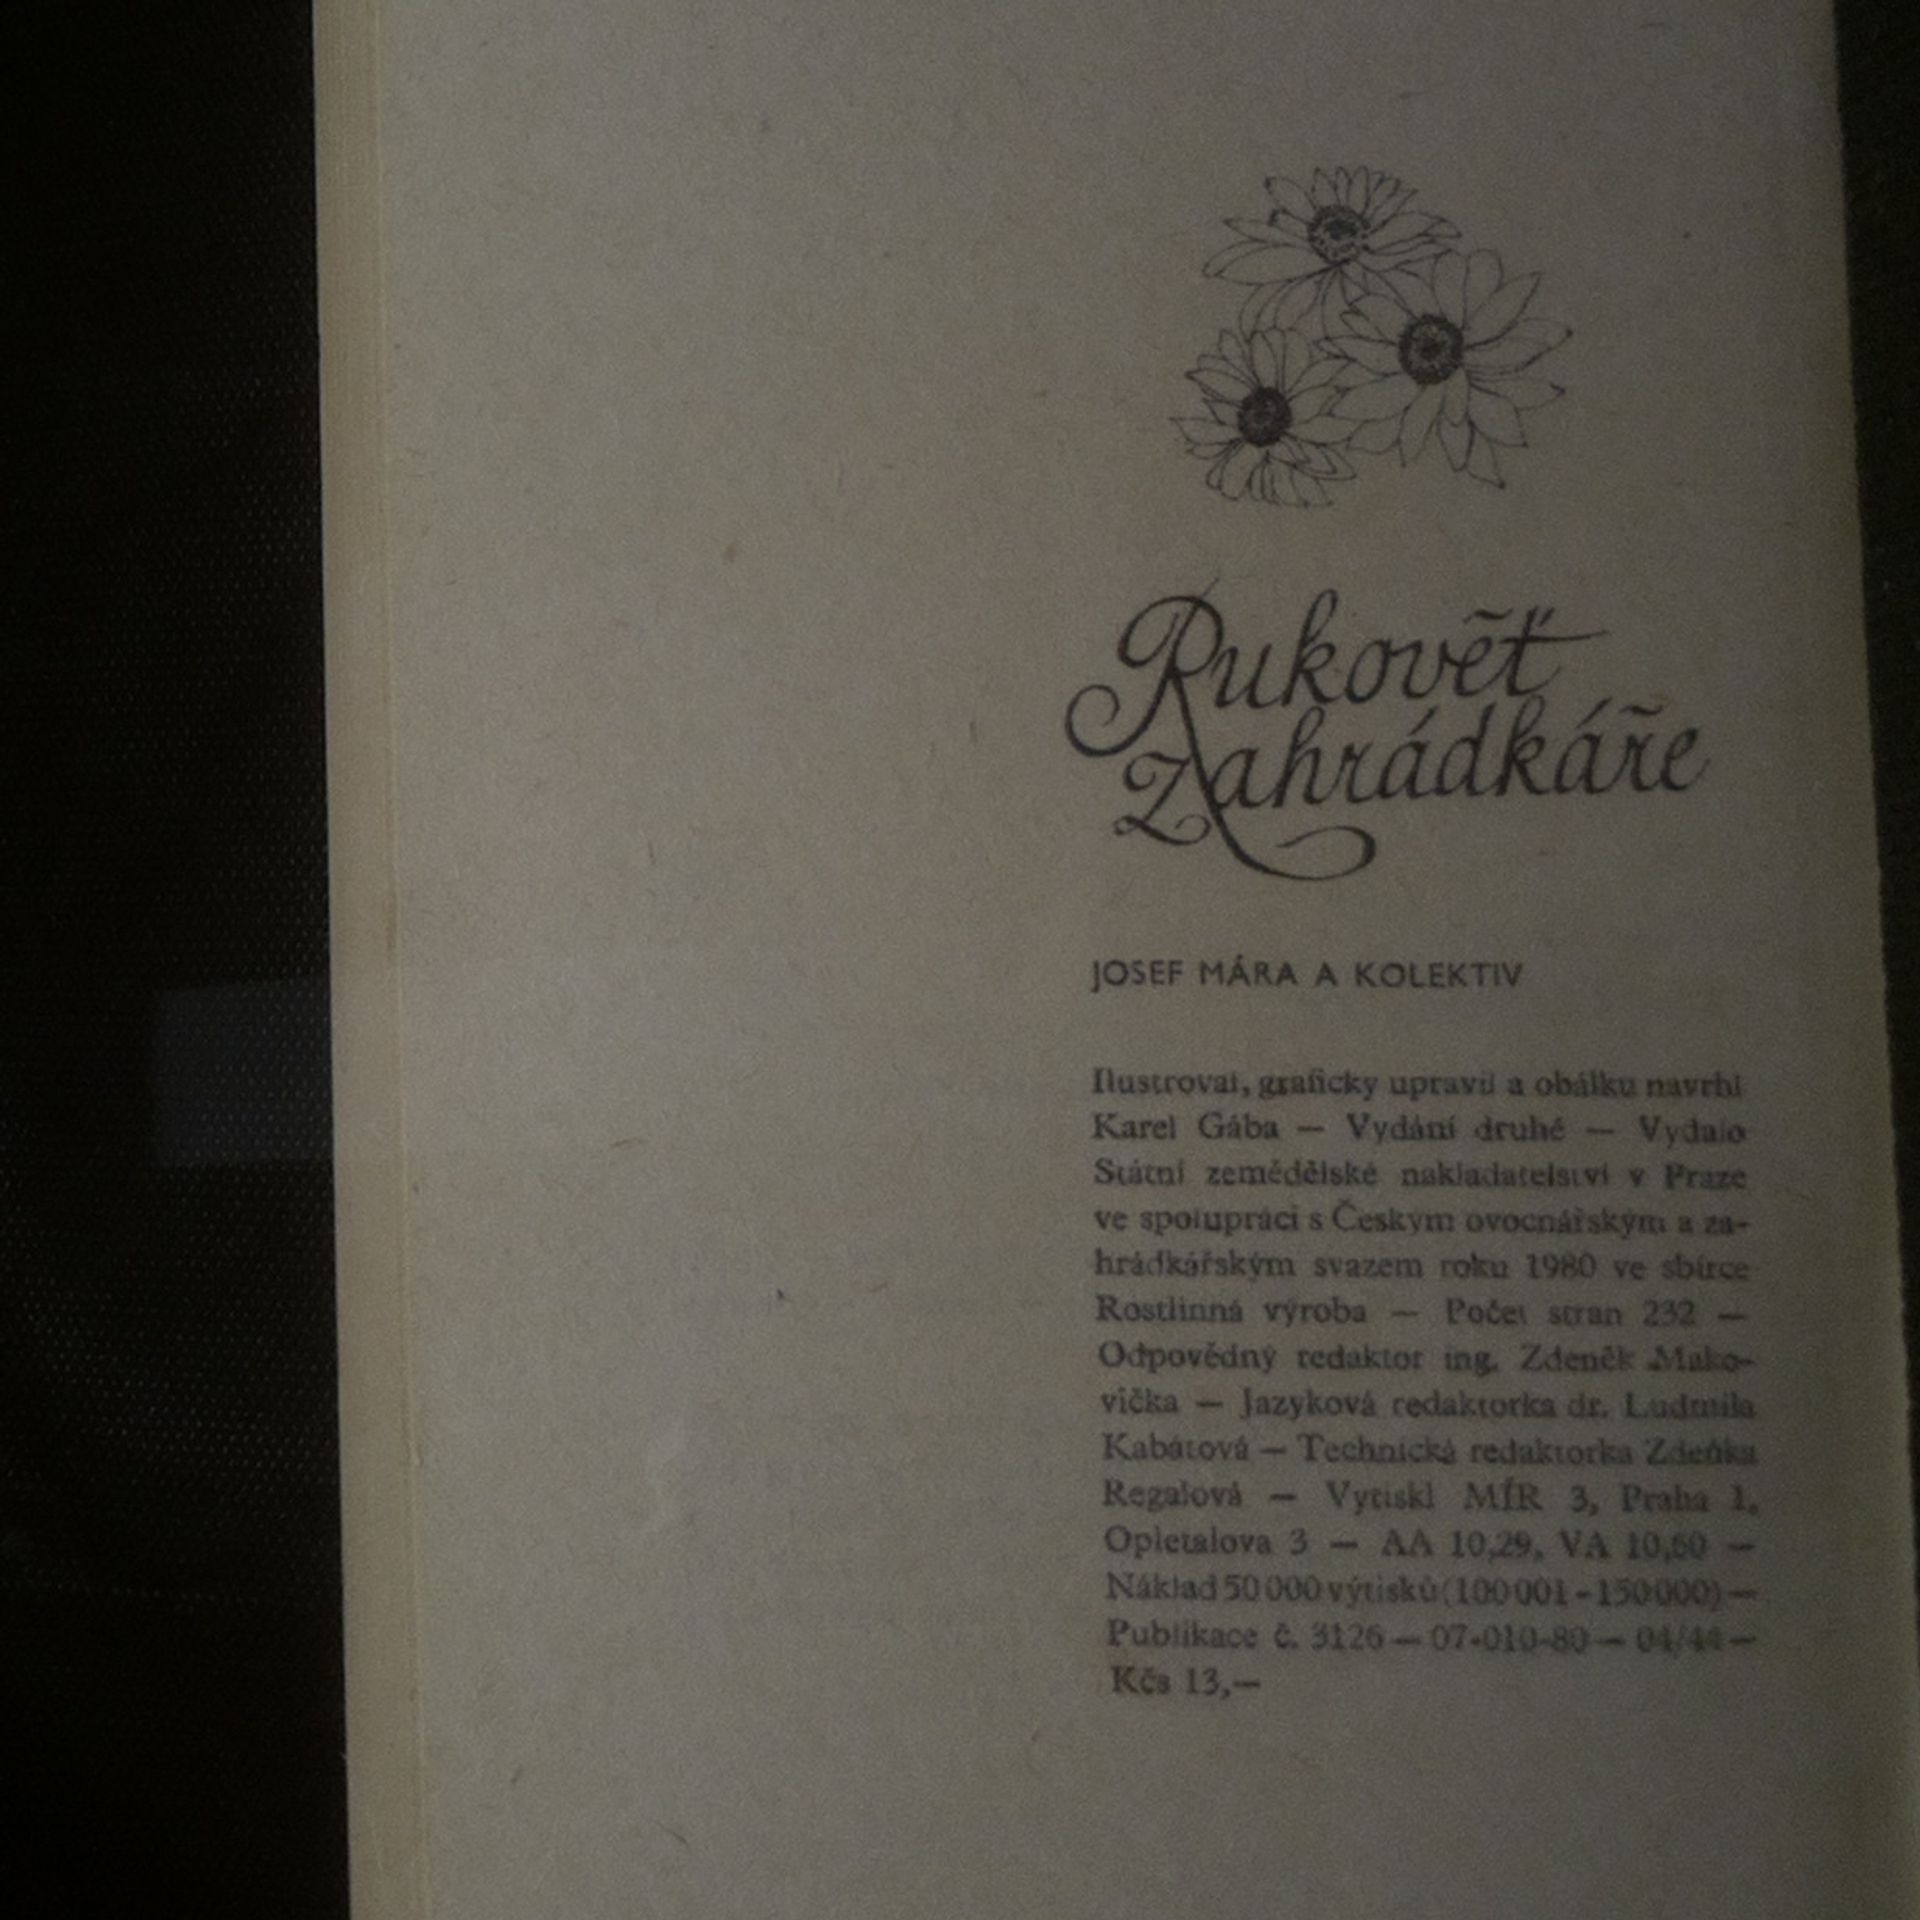 Rukověť
zahrádkáře
JOSEF MÁRA A KOLEKTIV
Ilustroval, graficky upravil a obálku navrhl
Karel Gába — Vydání druhé — Vydalo
Státní zemědělské nakladatelství v Praze
ve spolupráci s Českým ovocnářským a za-
hrádkářským svazem roku 1980 ve sbírce
Rostlinná výroba — Počet stran 232 —
Odpovědný redaktor ing. Zdeněk Mako-
vička — Jazyková redaktorka dr. Ludmila
Kabátová — Technická redaktorka Zdeňka
Regalová — Vytiskl MÍR 3, Praha 1,
Opletalova 3 — AA 10,29, VA 10,60 —
Náklad 50 000 výtisků (100 001 - 150 000) —
Publikace č. 3126 — 07-010-80 — 04/44 —
Kčs 13,—